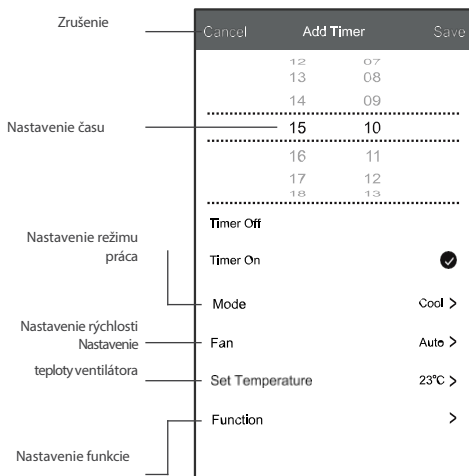 Zrušenie
Cancel Add Timer Save
12 07
13 08
14 09
Nastavenie času
15 10
16 11
17 12
18 13
Timer Off
Nastavenie režimu
práca
Timer On
Mode Cool >
Nastavenie rýchlosti
Nastavenie
Fan Auto >
teploty ventilátora
Set Temperature 23°C >
Function >
Nastavenie funkcie